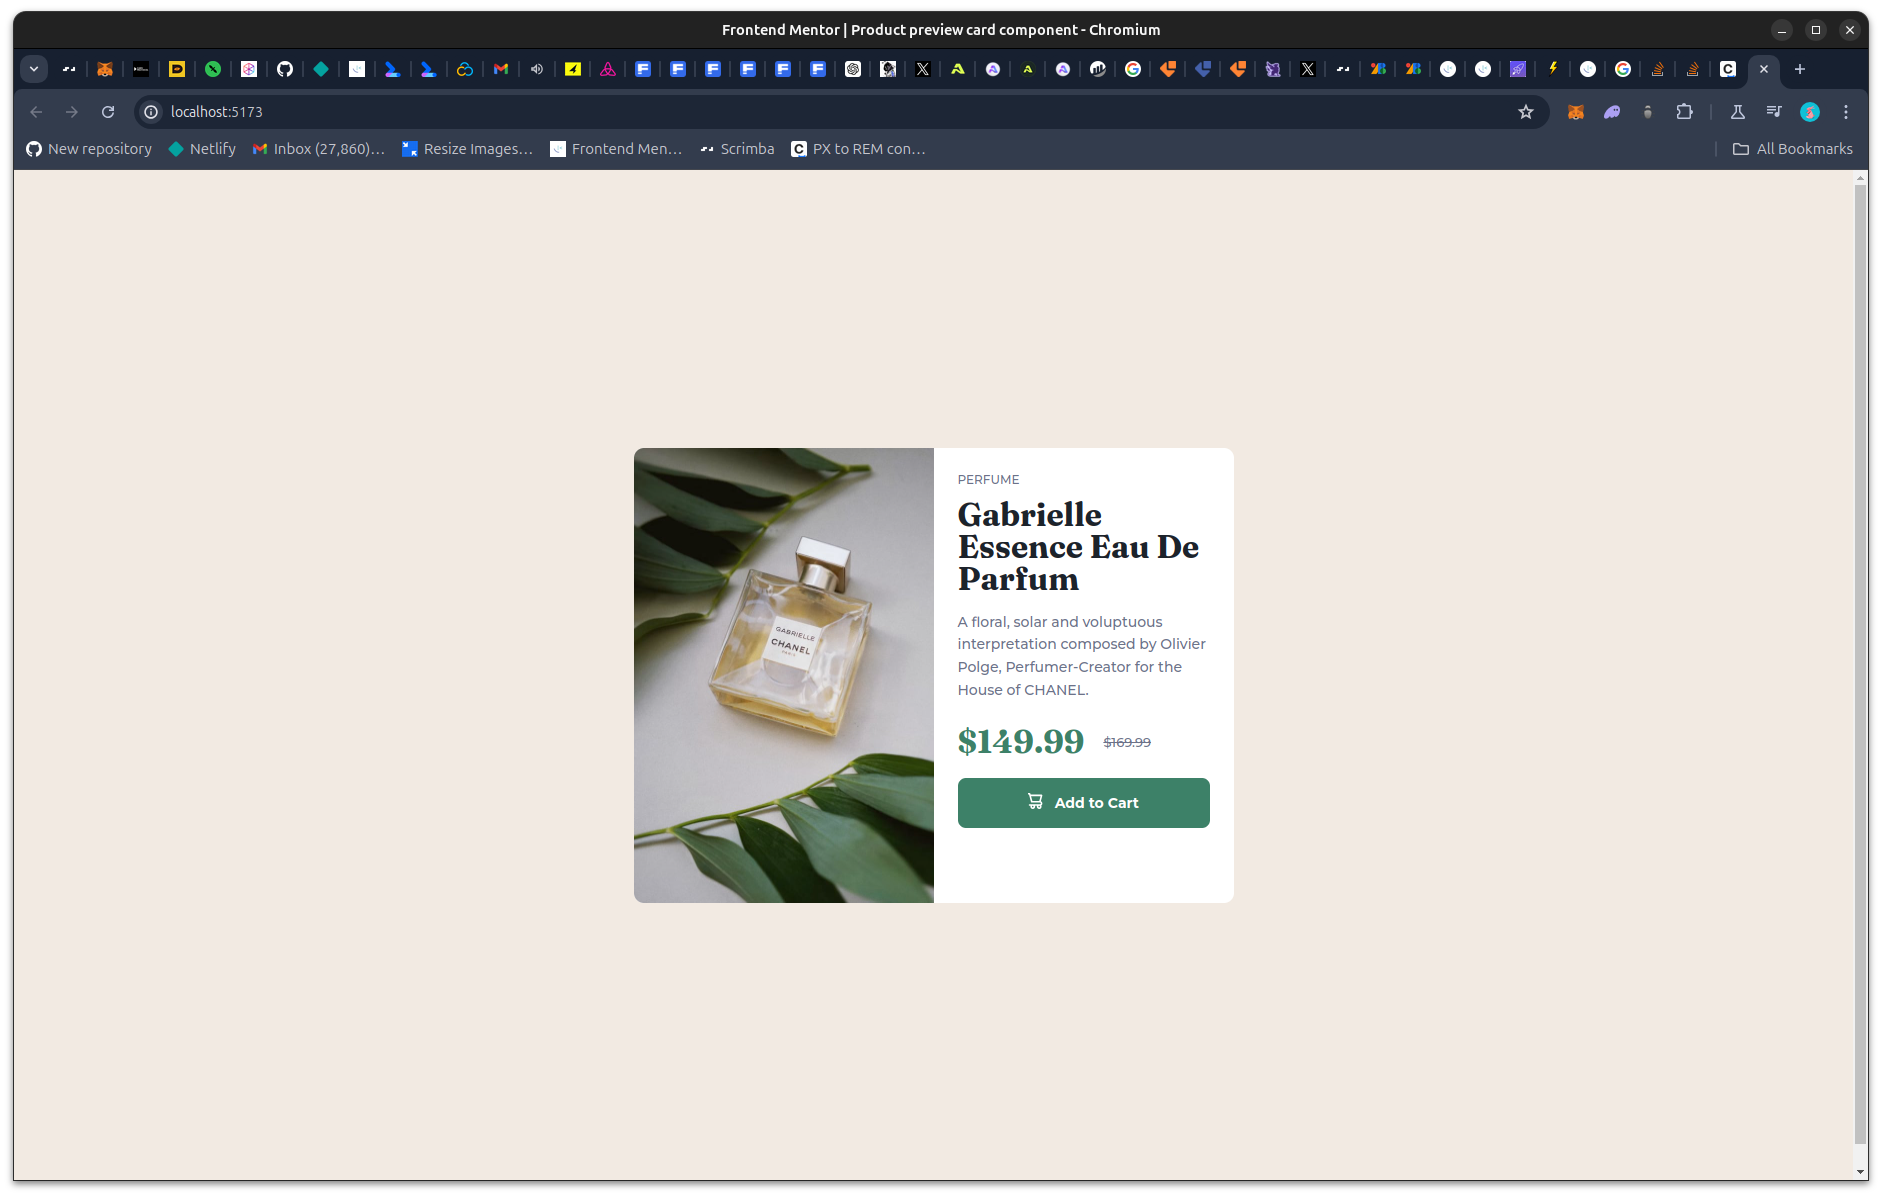 Frontend Mentor | Product preview card component - Chromium
localhost:5173
New repository Netlify Inbox (27,860)... Resize Images... Frontend Men... Scrimba PX to REM con... All Bookmarks
PERFUME
Gabrielle
Essence Eau De
Parfum
A floral, solar and voluptuous
interpretation composed by Olivier
Polge, Perfumer-Creator for the
House of CHANEL.
$149.99 $169.99
Add to Cart
GABRIELLE
CHANEL
PARIS